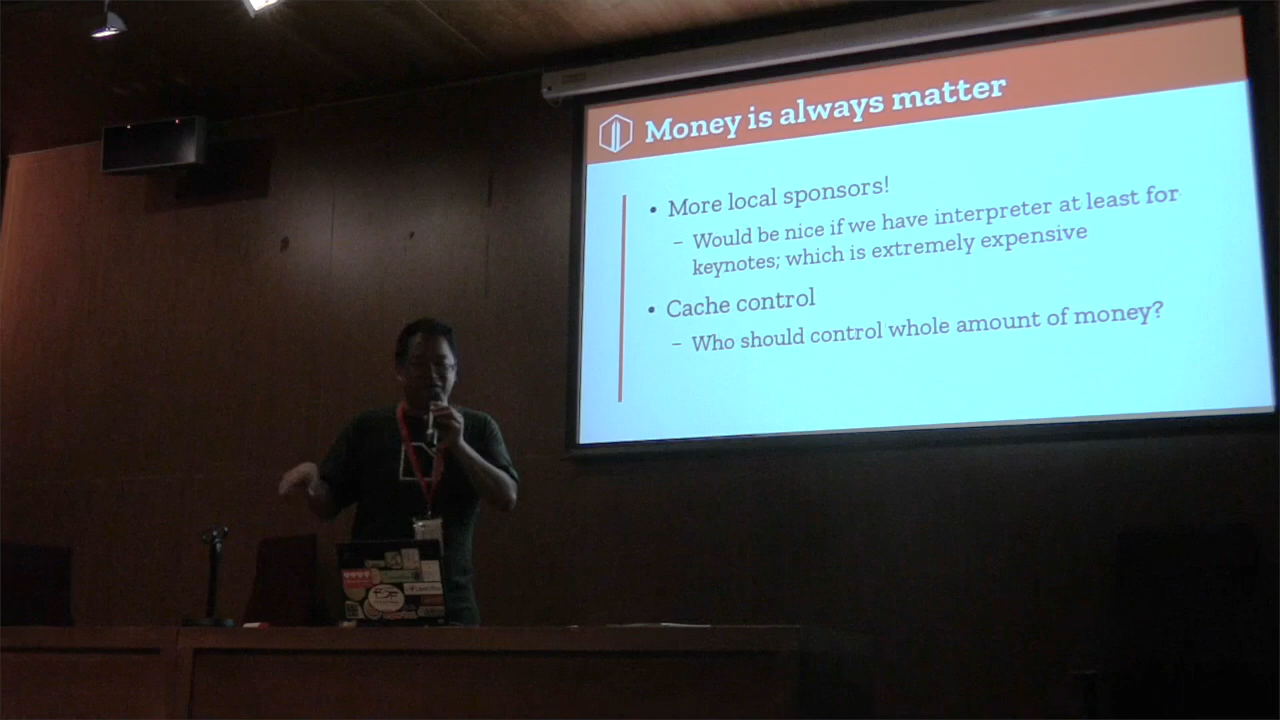 Money is always matter
• More local sponsors!
– Would be nice if we have interpreter at least for
keynotes; which is extremely expensive
• Cache control
– Who should control whole amount of money?